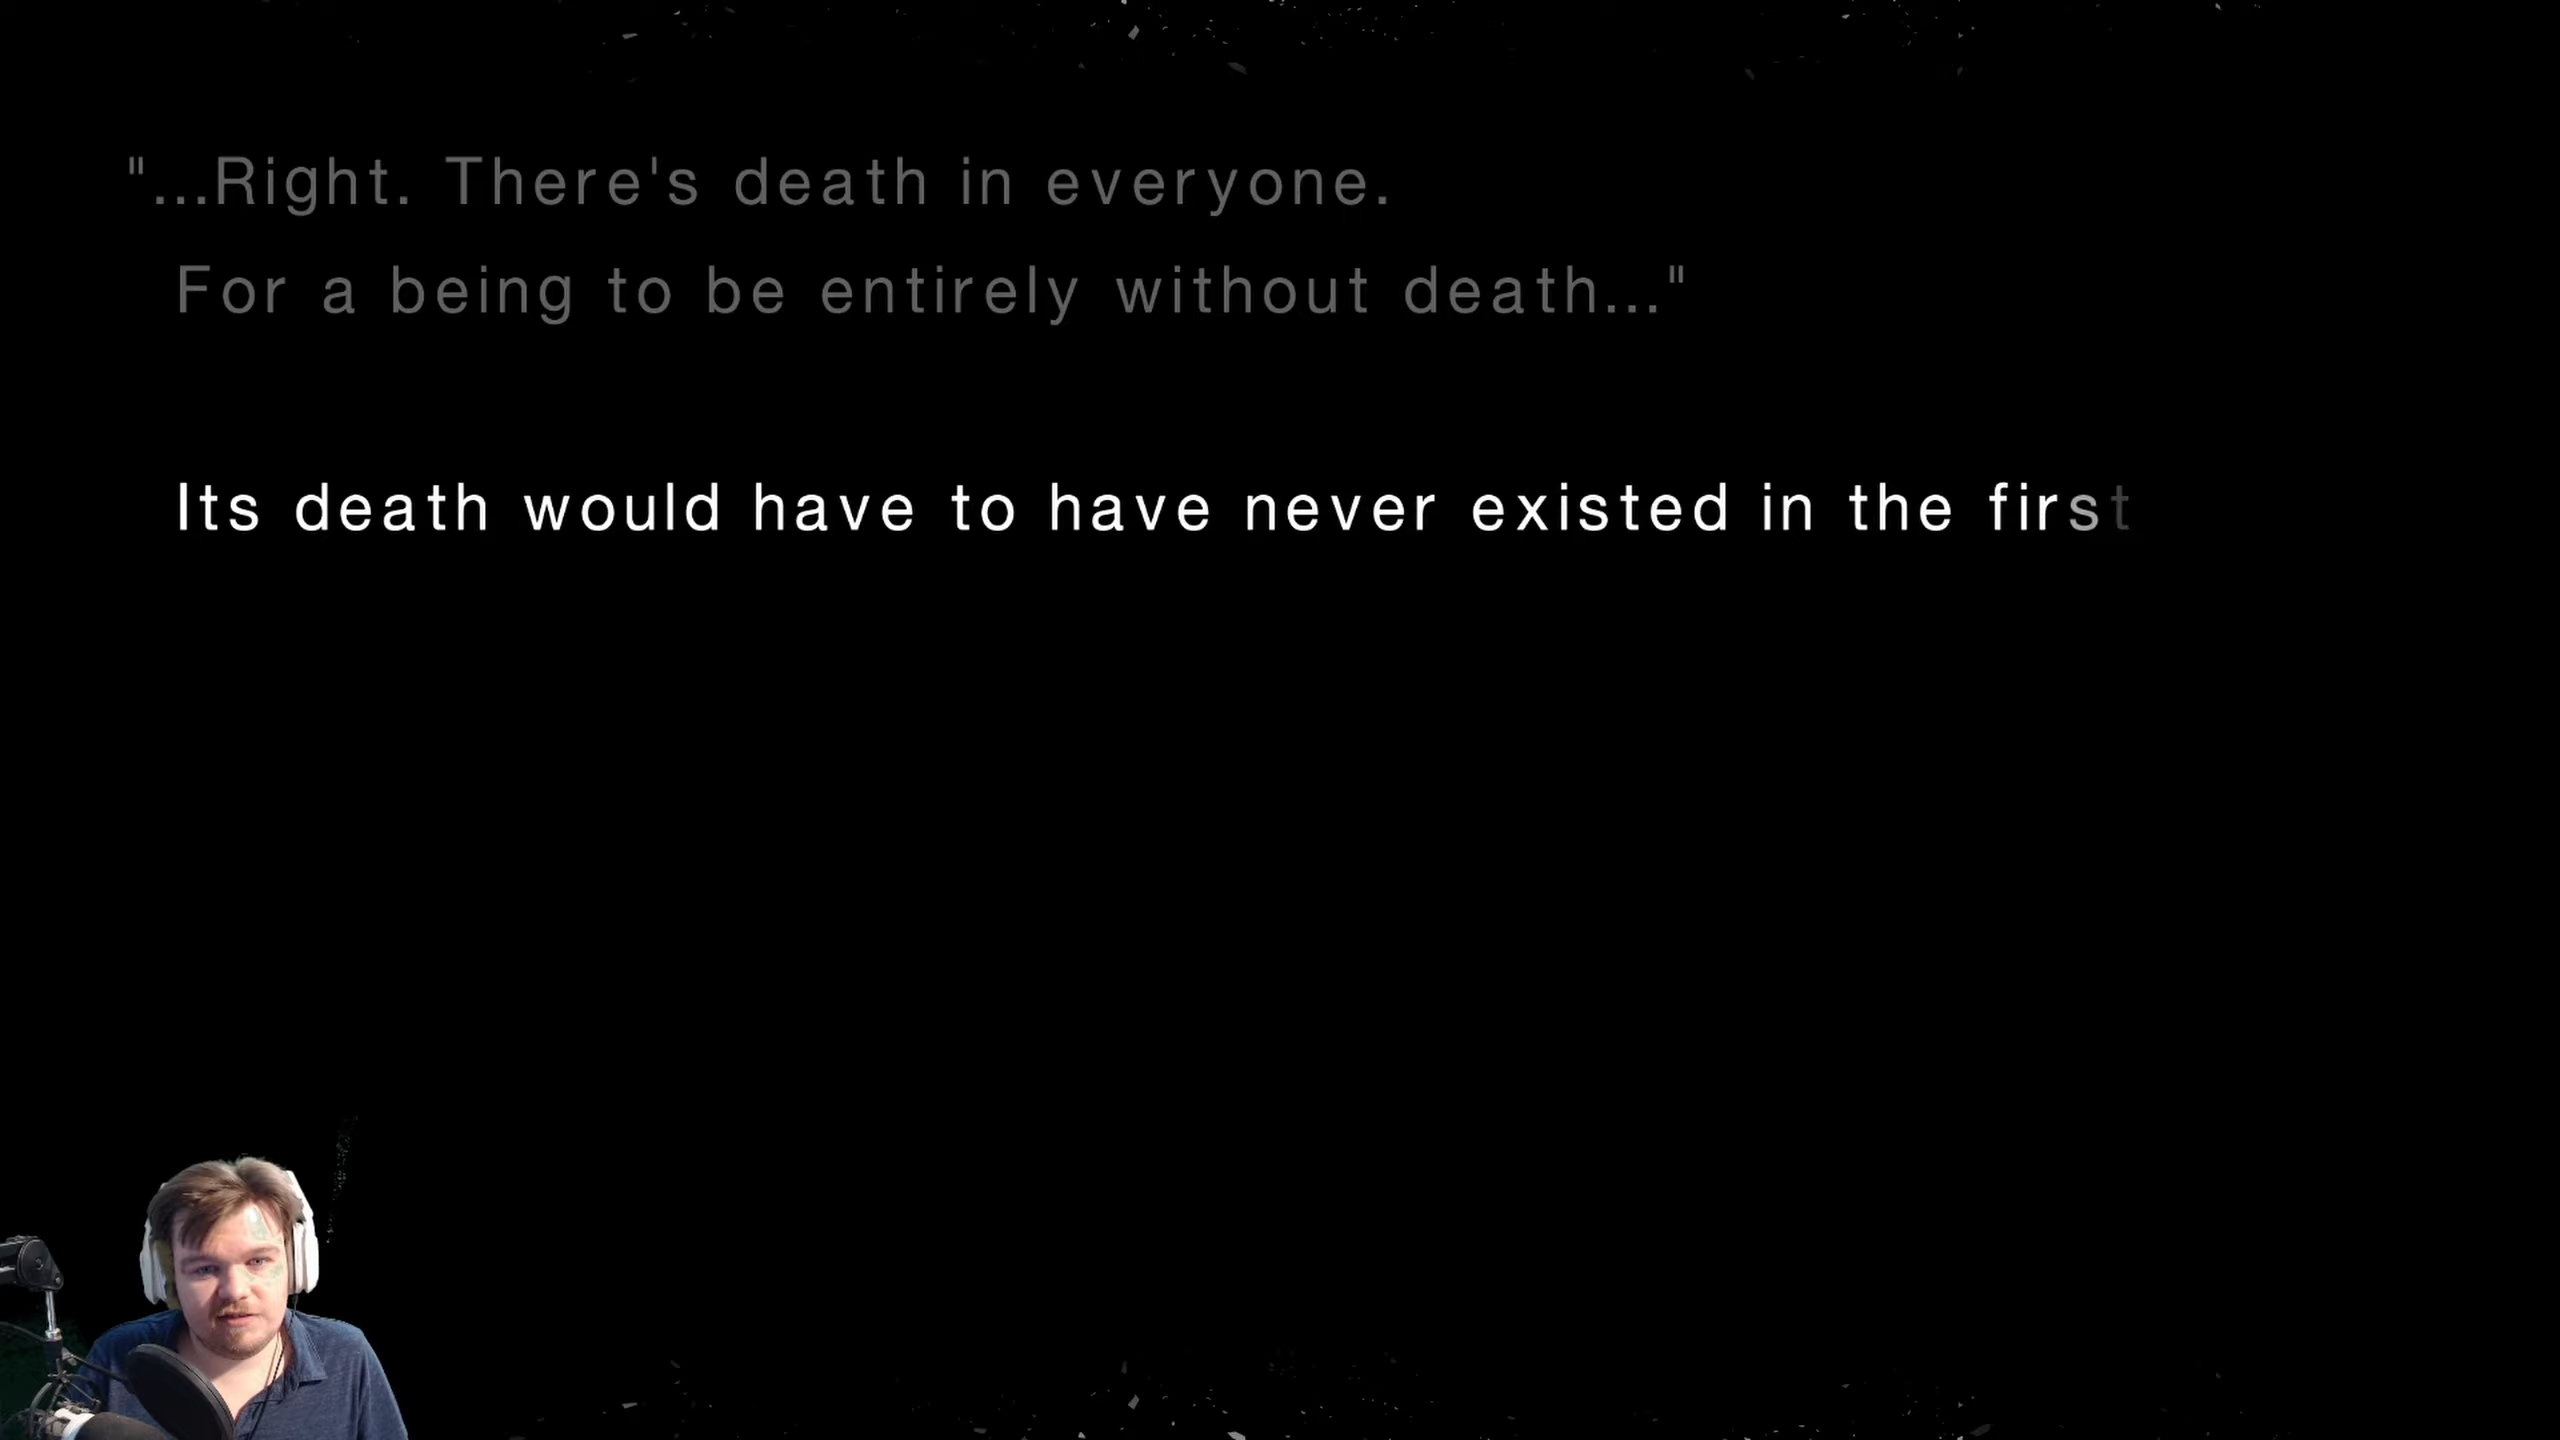 "...Right. There's death in everyone.
For a being to be entirely without death..."
Its death would have to have never existed in the first